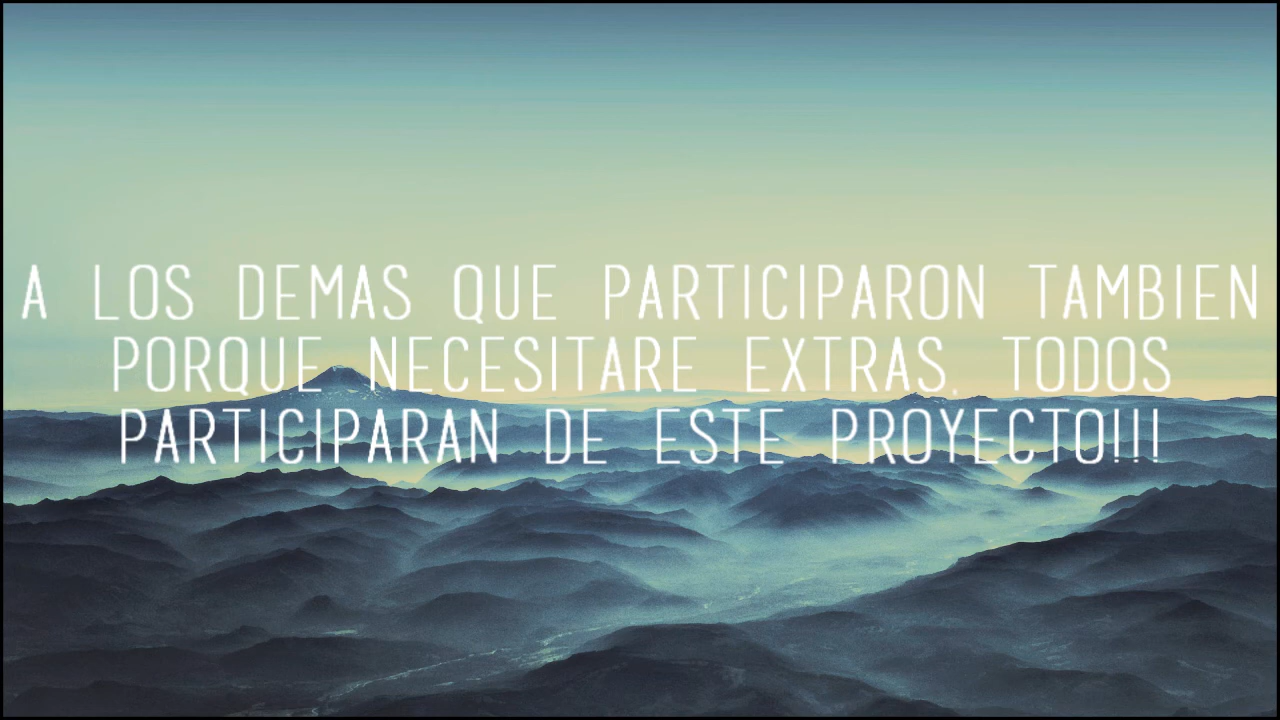 A LOS DEMAS QUE PARTICIPARON TAMBIEN
PORQUE NECESITARE EXTRAS, TODOS
PARTICIPARAN DE ESTE PROYECTO!!!